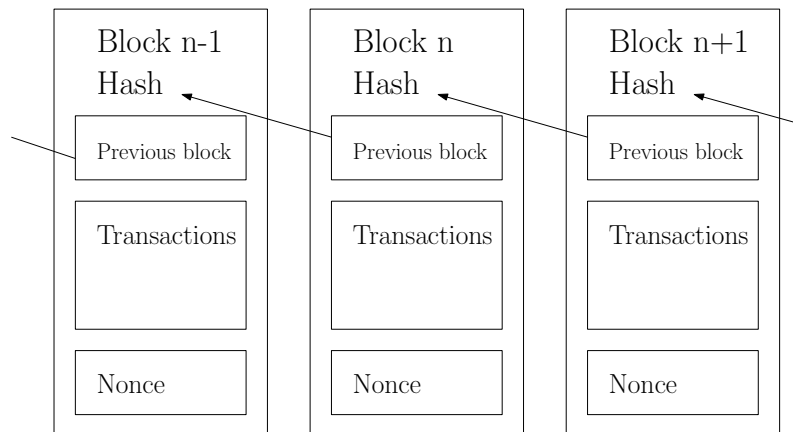 Block n-1
Hash
Previous block
Transactions
Nonce
Block n
Hash
Previous block
Transactions
Nonce
Block n+1
Hash
Previous block
Transactions
Nonce